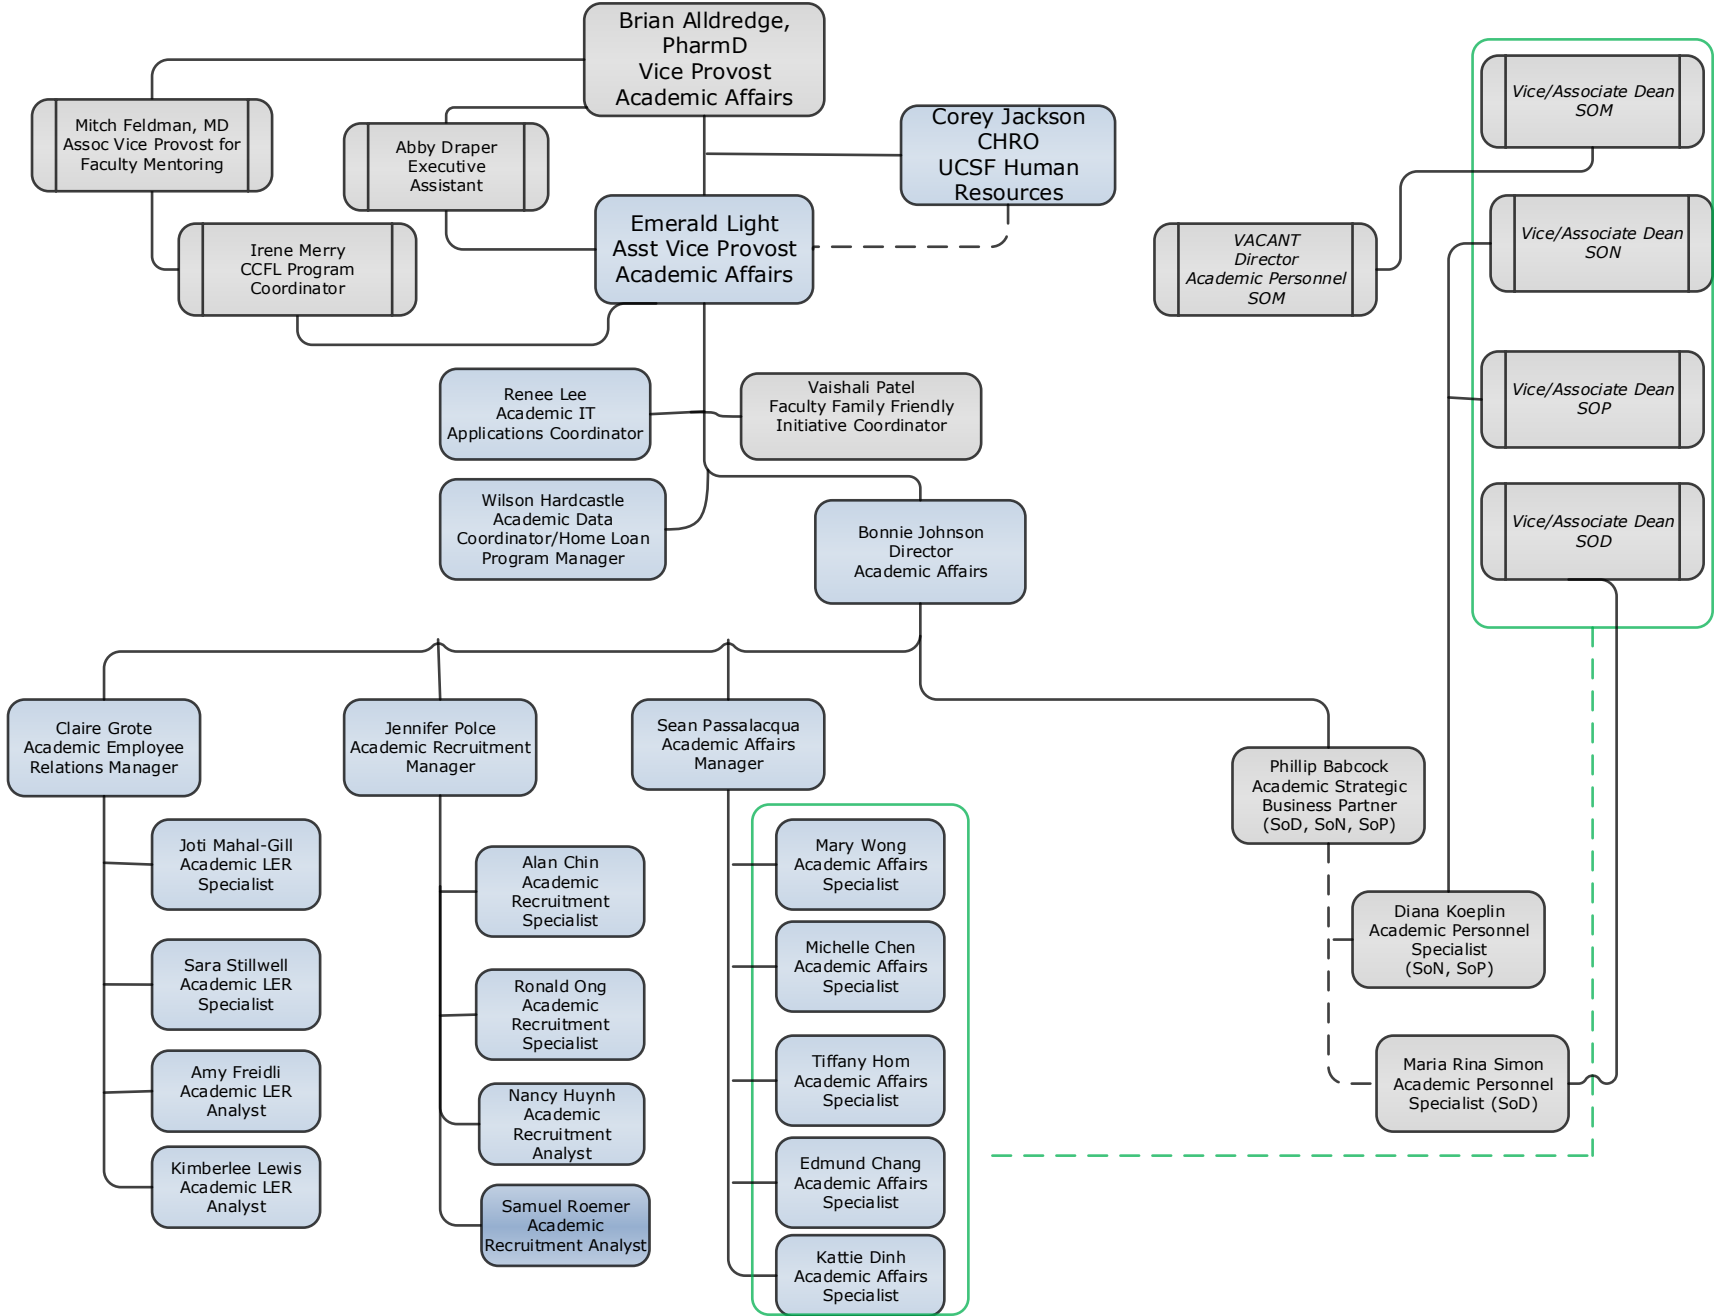 Brian Alldredge,
PharmD
Vice Provost
Academic Affairs
Mitch Feldman, MD
Assoc Vice Provost for
Faculty Mentoring
Abby Draper
Executive
Assistant
Corey Jackson
CHRO
UCSF Human
Resources
Vice/Associate Dean
SOM
Irene Merry
CCFL Program
Coordinator
Emerald Light
Asst Vice Provost
Academic Affairs
VACANT
Director
Academic Personnel
SOM
Vice/Associate Dean
SON
Renee Lee
Academic IT
Applications Coordinator
Vaishali Patel
Faculty Family Friendly
Initiative Coordinator
Vice/Associate Dean
SOP
Wilson Hardcastle
Academic Data
Coordinator/Home Loan
Program Manager
Bonnie Johnson
Director
Academic Affairs
Vice/Associate Dean
SOD
Claire Grote
Academic Employee
Relations Manager
Jennifer Polce
Academic Recruitment
Manager
Sean Passalacqua
Academic Affairs
Manager
Phillip Babcock
Academic Strategic
Business Partner
(SoD, SoN, SoP)
Joti Mahal-Gill
Academic LER
Specialist
Sara Stillwell
Academic LER
Specialist
Amy Freidli
Academic LER
Analyst
Kimberlee Lewis
Academic LER
Analyst
Alan Chin
Academic
Recruitment
Specialist
Ronald Ong
Academic
Recruitment
Specialist
Nancy Huynh
Academic
Recruitment
Analyst
Samuel Roemer
Academic
Recruitment Analyst
Mary Wong
Academic Affairs
Specialist
Michelle Chen
Academic Affairs
Specialist
Tiffany Hom
Academic Affairs
Specialist
Edmund Chang
Academic Affairs
Specialist
Kattie Dinh
Academic Affairs
Specialist
Diana Koeplin
Academic Personnel
Specialist
(SoN, SoP)
Maria Rina Simon
Academic Personnel
Specialist (SoD)